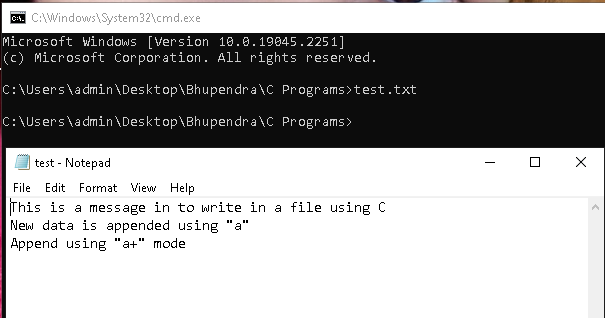 C:\Windows\System32\cmd.exe
Microsoft Windows [Version 10.0.19045.2251]
(c) Microsoft Corporation. All rights reserved.
C:\Users\admin\Desktop\Bhupendra\C Programs>test.txt
C:\Users\admin\Desktop\Bhupendra\C Programs>
test - Notepad
File Edit Format View Help
This is a message in to write in a file using C
New data is appended using "a"
Append using "a+" mode